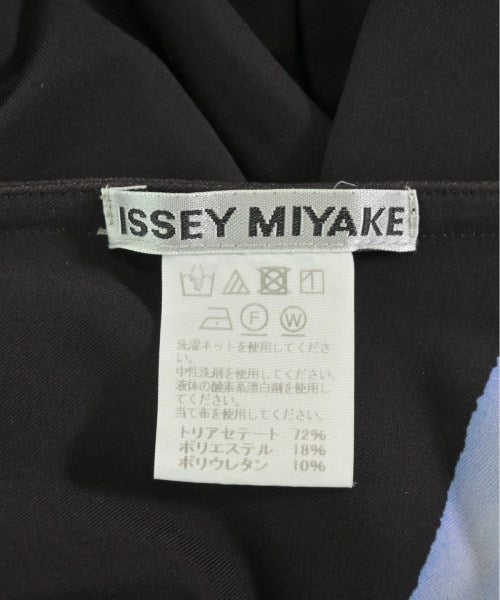 ISSEY MIYAKE
F W
洗濯ネットを使用してくださ
い。
中性洗剤を使用してください。
液体の酸素系漂白剤を使用し
てください。
当て布を使用してください。
トリアセテート 72%
ポリエステル 18%
ポリウレタン 10%